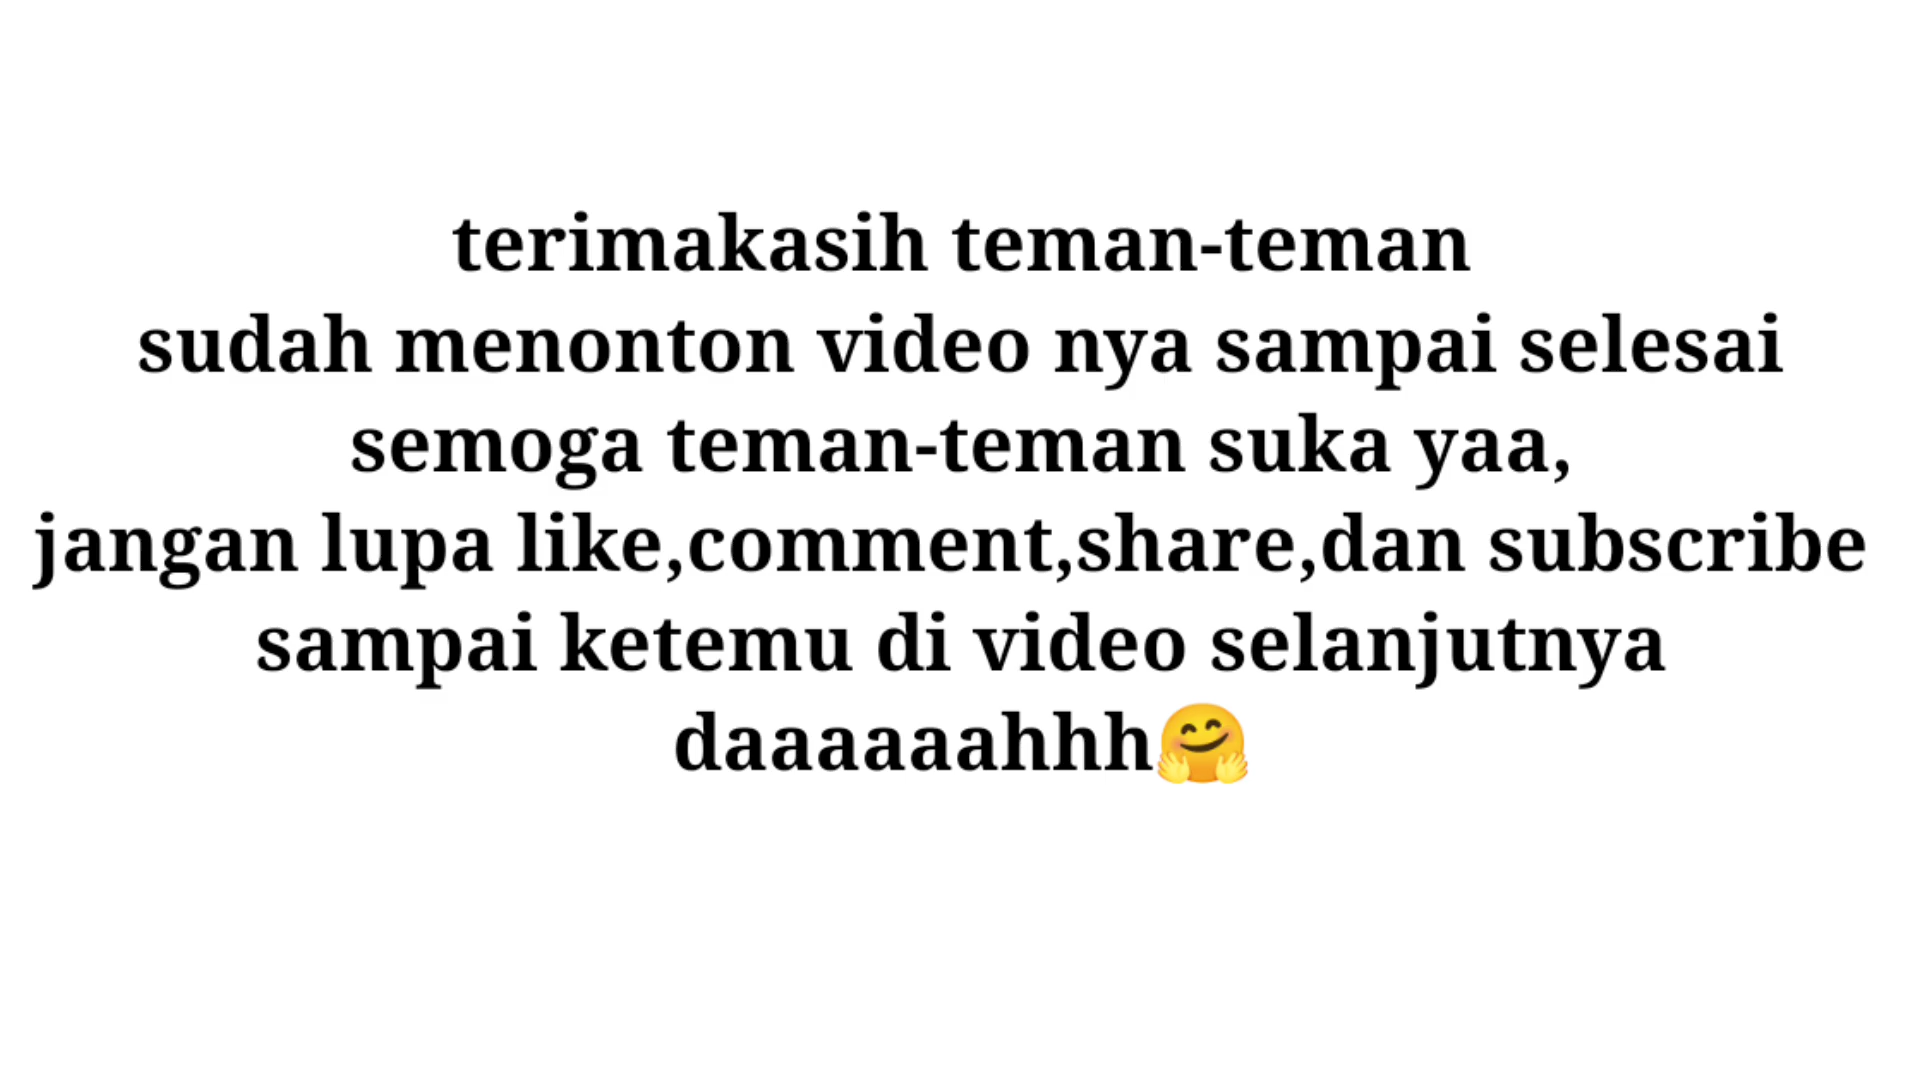 terimakasih teman-teman
sudah menonton video nya sampai selesai
semoga teman-teman suka yaa,
jangan lupa like,comment,share,dan subscribe
sampai ketemu di video selanjutnya
daaaaaahhh🤗